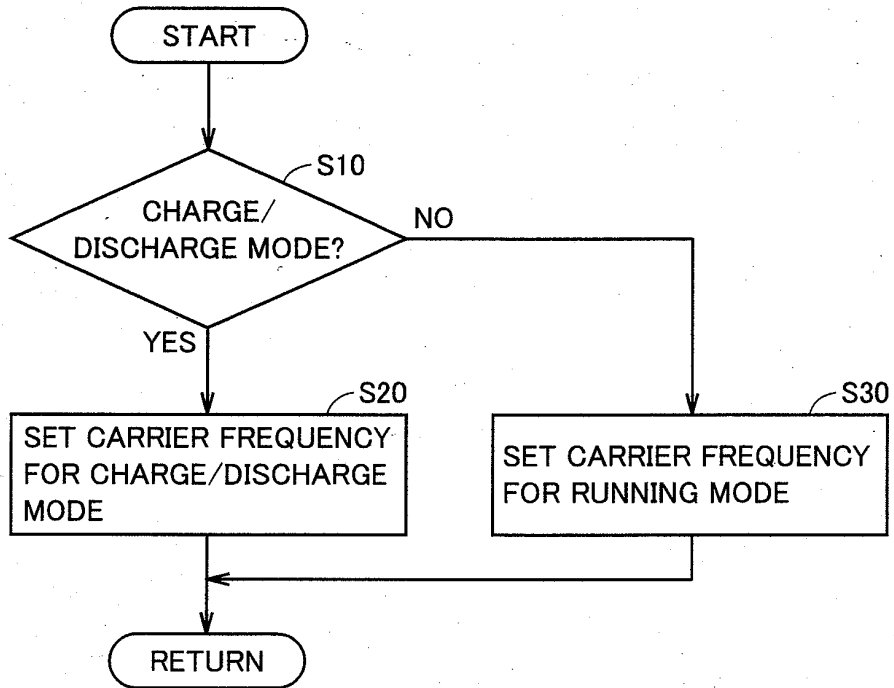 START
S10
CHARGE/
DISCHARGE MODE?
NO
YES
S20
SET CARRIER FREQUENCY
FOR CHARGE/DISCHARGE
MODE
S30
SET CARRIER FREQUENCY
FOR RUNNING MODE
RETURN